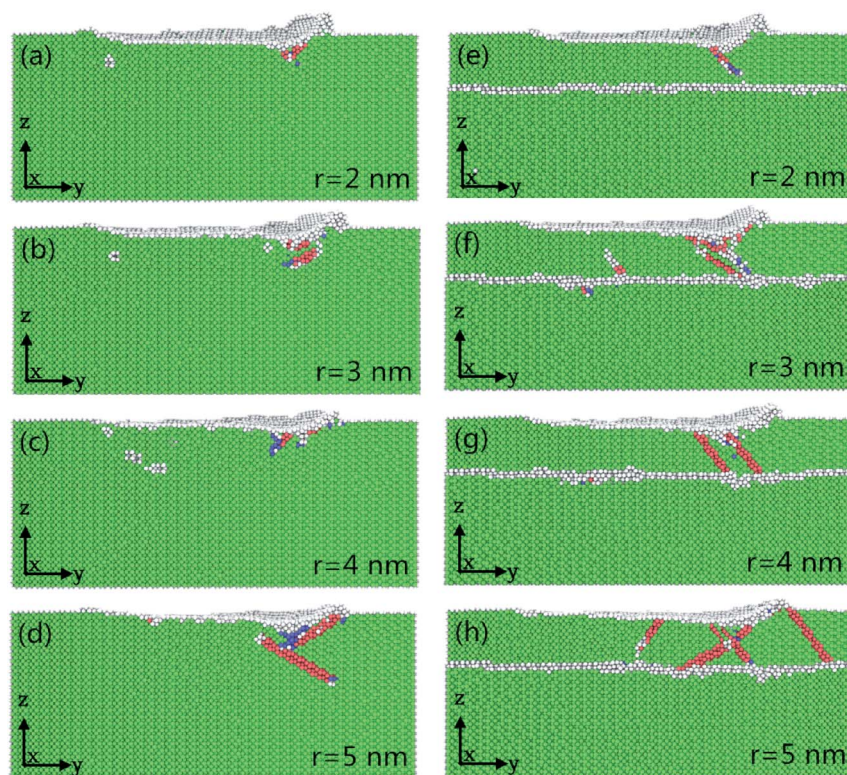 (a)
z
x
y
r=2 nm
(e)
z
x
y
r=2 nm
(b)
z
x
y
r=3 nm
(f)
z
x
y
r=3 nm
(c)
z
x
y
r=4 nm
(g)
z
x
y
r=4 nm
(d)
z
x
y
r=5 nm
(h)
z
x
y
r=5 nm